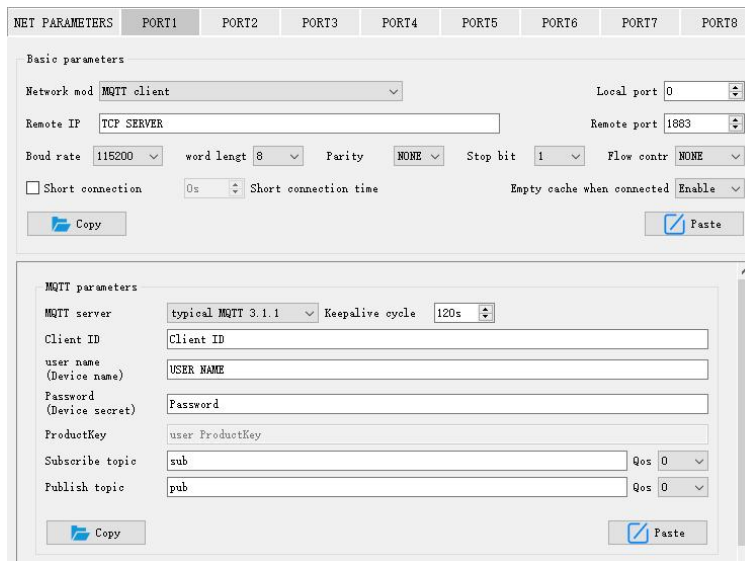 NET PARAMETERS PORT1 PORT2 PORT3 PORT4 PORT5 PORT6 PORT7 PORT8
Basic parameters
Network mod MQTT client Local port 0
Remote IP TCP SERVER Remote port 1883
Boud rate 115200 word lengt 8 Parity NONE Stop bit 1 Flow contr NONE
Short connection 0s Short connection time Empty cache when connected Enable
Copy Paste
MQTT parameters
MQTT server typical MQTT 3.1.1 Keepalive cycle 120s
Client ID Client ID
user name
(Device name) USER NAME
Password
(Device secret) Password
ProductKey user ProductKey
Subscribe topic sub Qos 0
Publish topic pub Qos 0
Copy Paste